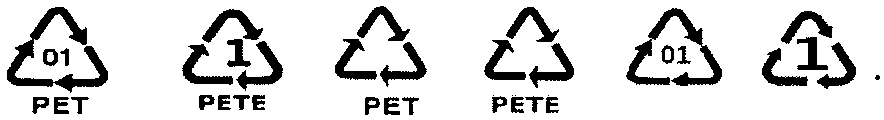 01 1 01 1 .
PET PETE PET PETE